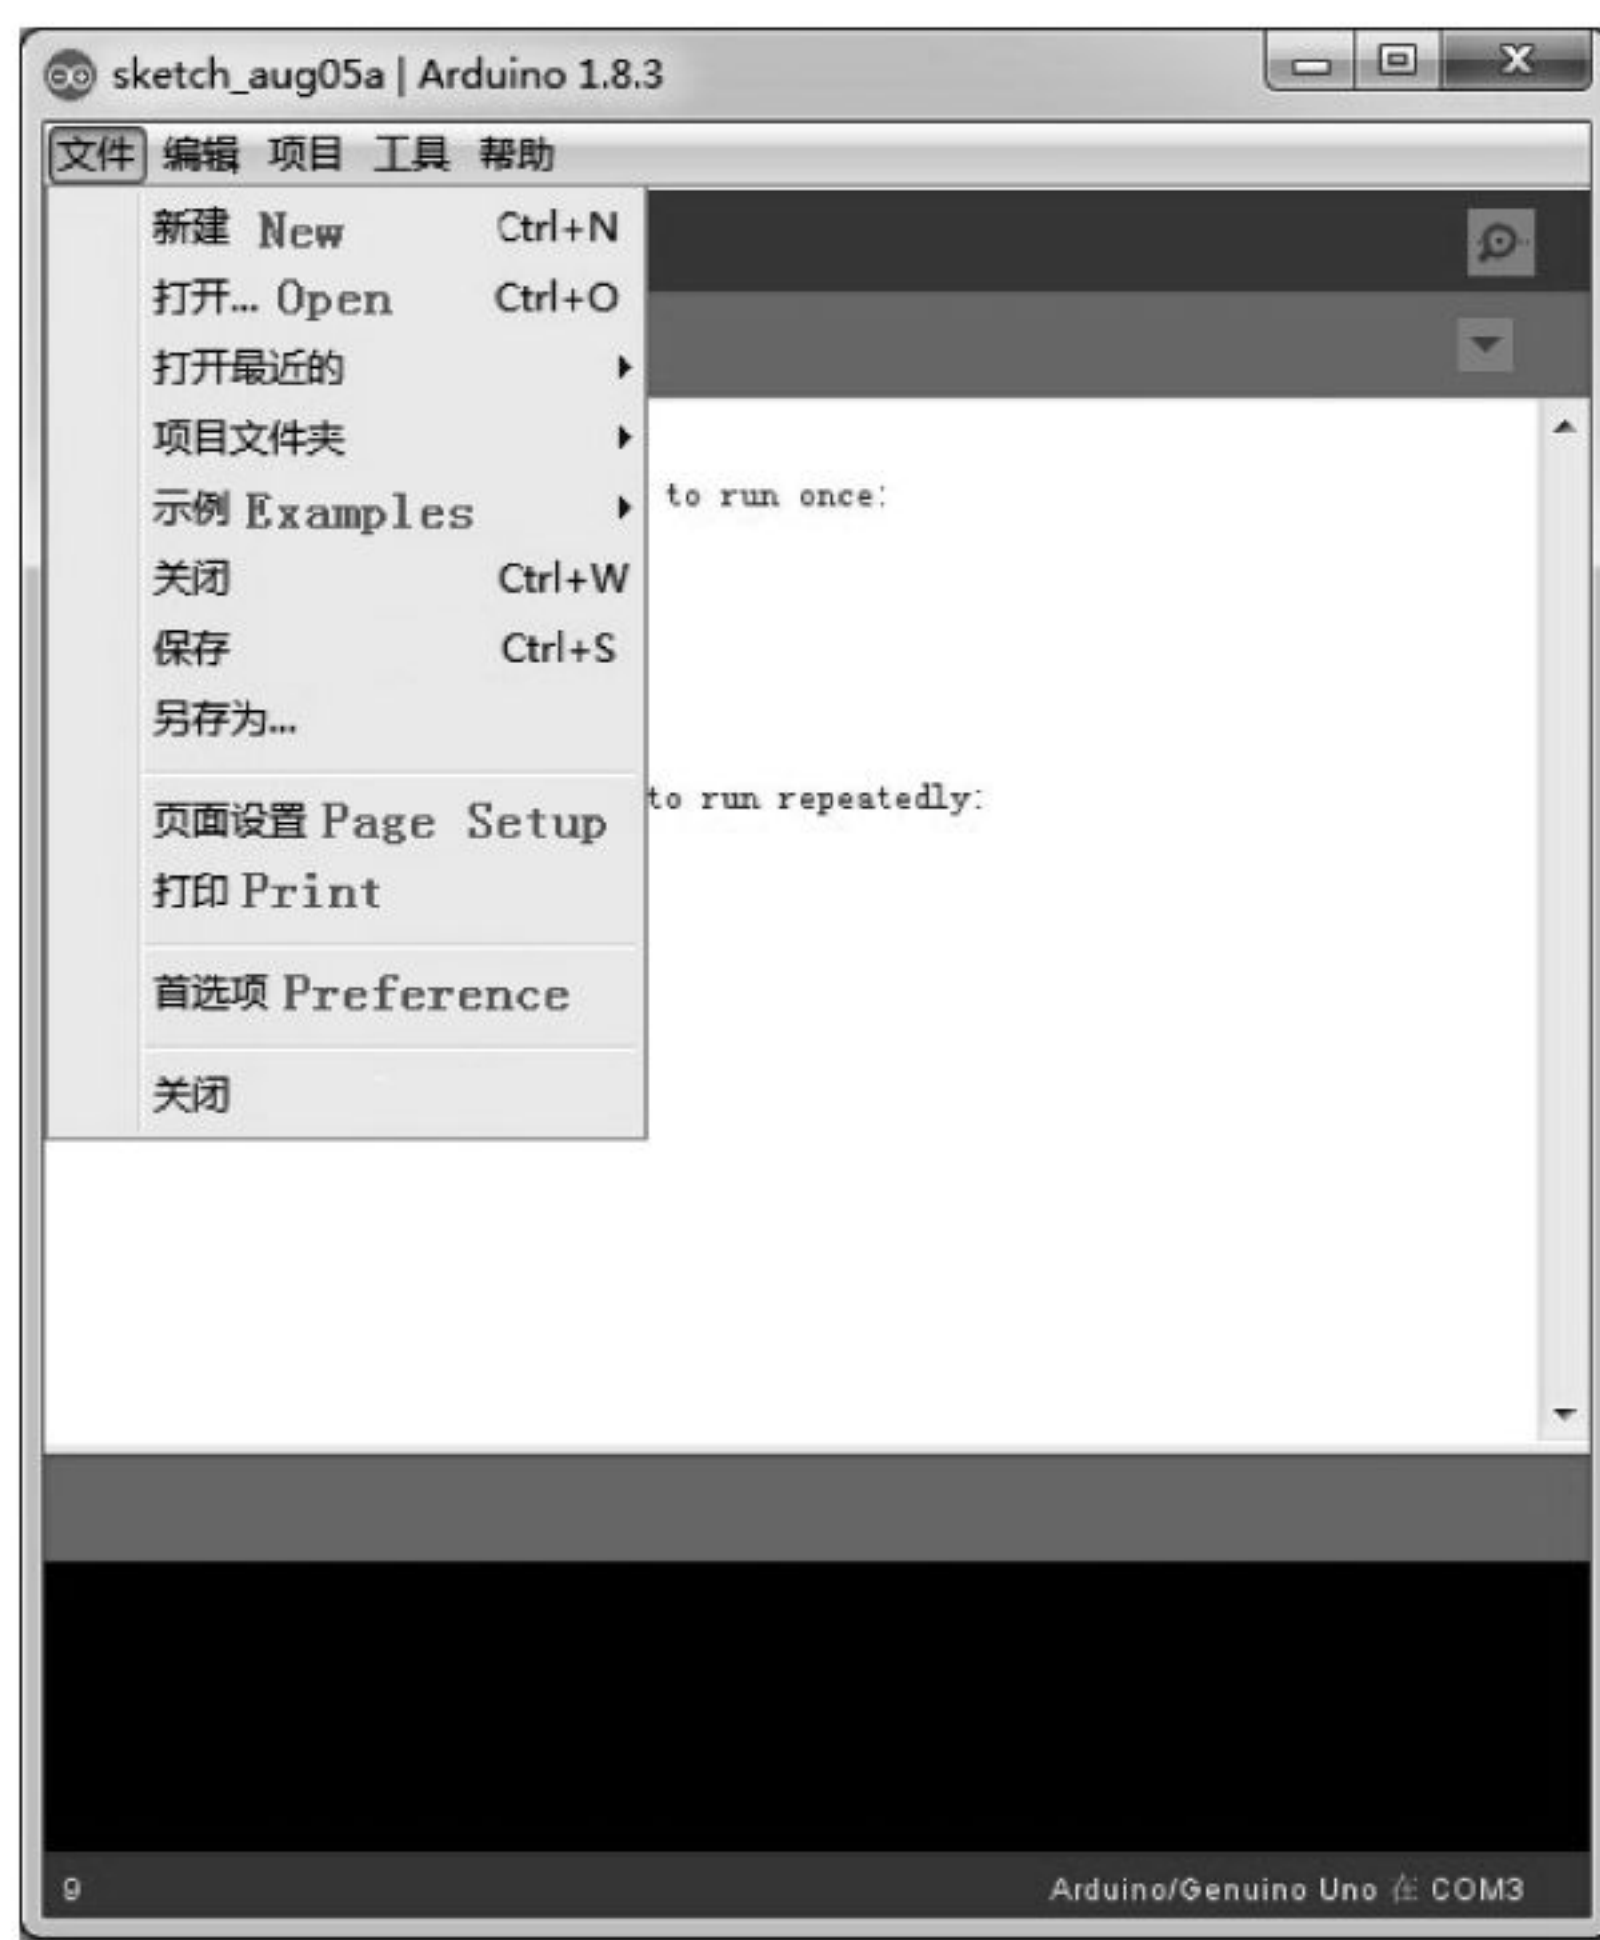 sketch_aug05a | Arduino 1.8.3
文件 编辑 项目 工具 帮助
新建 New Ctrl+N
打开... Open Ctrl+O
打开最近的
项目文件夹
示例 Examples
to run once:
关闭 Ctrl+W
保存 Ctrl+S
另存为...
页面设置 Page Setup
to run repeatedly:
打印 Print
首选项 Preference
关闭
9
Arduino/Genuino Uno 在 COM3